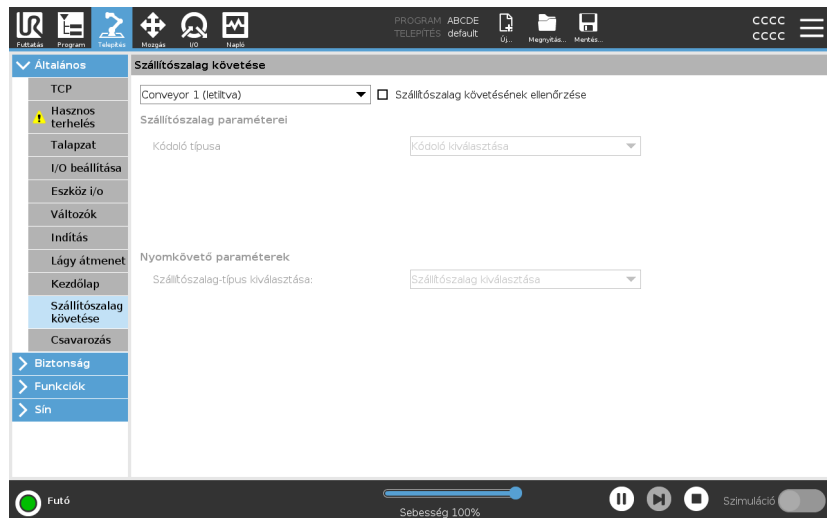 PROGRAM ABCDE
TELEPÍTÉS default
cccc
cccc
Futtatás Program Telepítés Mozgás I/O Napló Új... Megnyitás... Mentés...
Általános
Szállítószalag követése
TCP
Hasznos terhelés
Talapzat
I/O beállítása
Eszköz i/o
Változók
Indítás
Lágy átmenet
Kezdőlap
Szállítószalag követése
Csavarozás
Biztonság
Funkciók
Sín
Conveyor 1 (letiltva)
Szállítószalag követésének ellenőrzése
Szállítószalag paraméterei
Kódoló típusa
Kódoló kiválasztása
Nyomkövető paraméterek
Szállítószalag-típus kiválasztása:
Szállítószalag kiválasztása
Futó
Sebesség 100%
Szimuláció